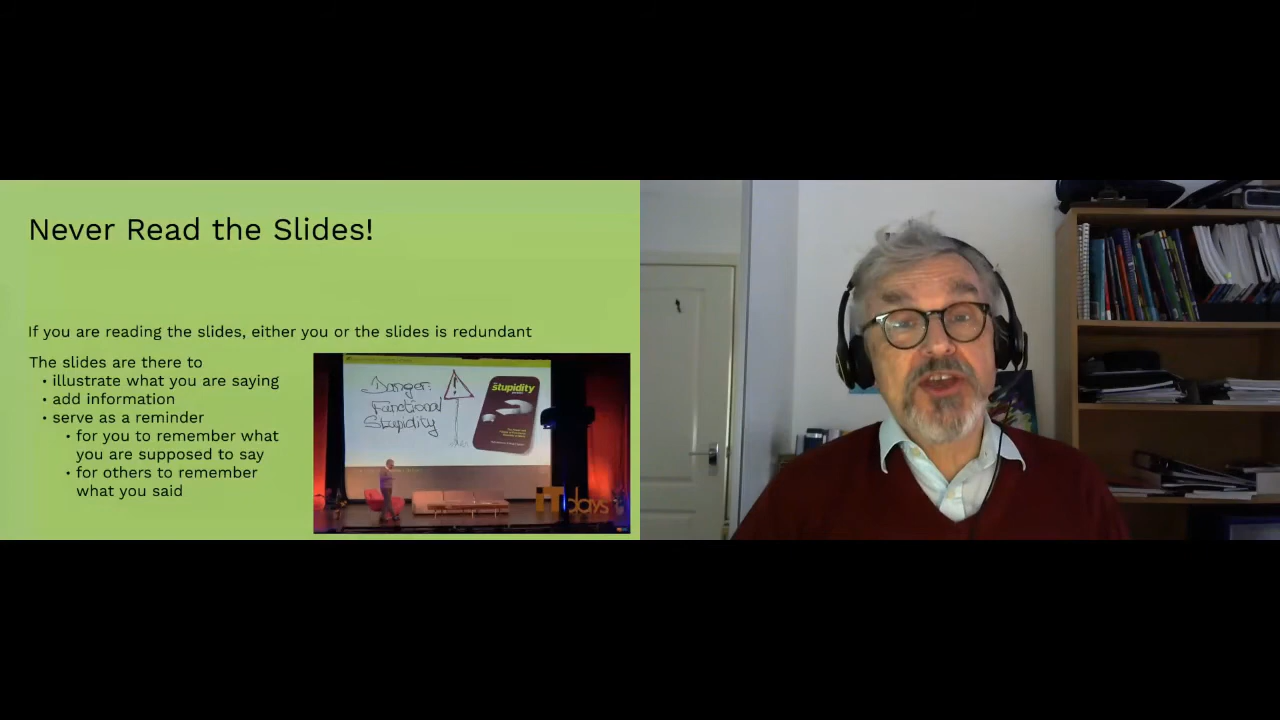 Never Read the Slides!
If you are reading the slides, either you or the slides is redundant
The slides are there to
• illustrate what you are saying
• add information
• serve as a reminder
• for you to remember what
you are supposed to say
• for others to remember
what you said
Danger:
Functional
Stupidity
!
stupidity
iT days